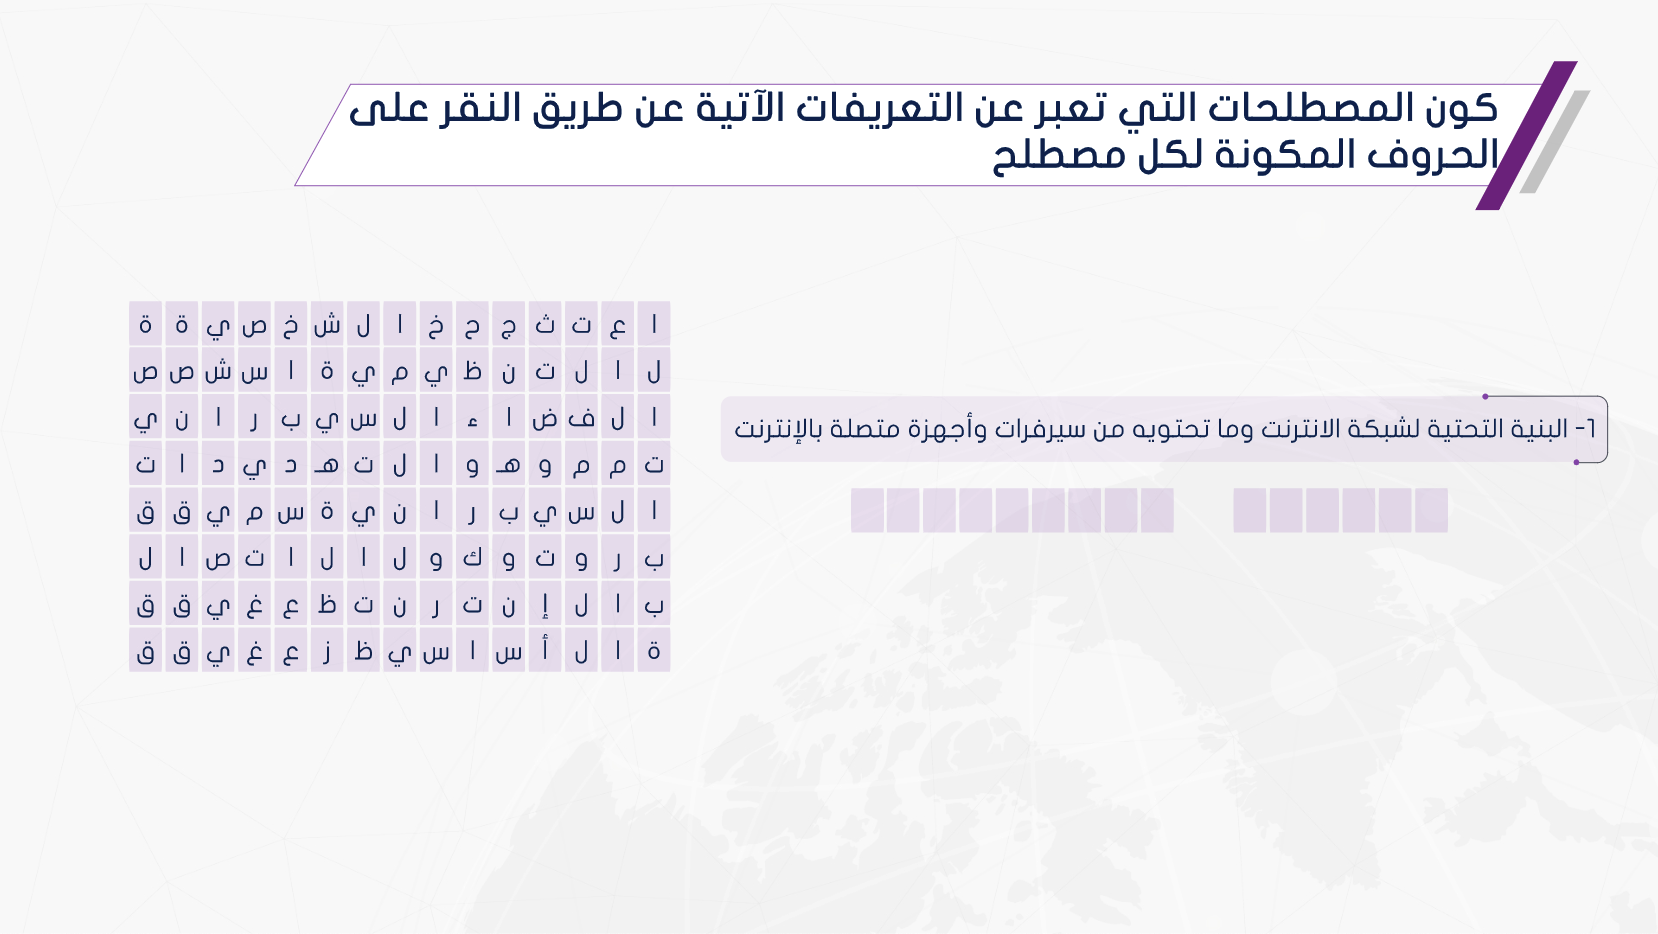 كون المصطلحات التي تعبر عن التعريفات الآتية عن طريق النقر على
الحروف المكونة لكل مصطلح
١- البنية التحتية لشبكة الانترنت وما تحتويه من سيرفرات وأجهزة متصلة بالإنترنت
ا ع ت ث ج ح خ ا ل ش خ ص ي ة ة
ل ا ل ت ن ظ ي م ي ة ا س ش ص ص
ا ل ف ض ا ء ا ل س ي ب ر ا ن ي
ت م م و هـ و ا ل ت هـ د ي د ا ت
ا ل س ي ب ر ا ن ي ة س م ي ق ق
ب ر و ت و ك و ل ا ل ا ت ص ا ل
ب ا ل إ ن ت ر ن ت ظ ع غ ي ق ق
ة ا ل أ س ا س ي ظ ز ع غ ي ق ق